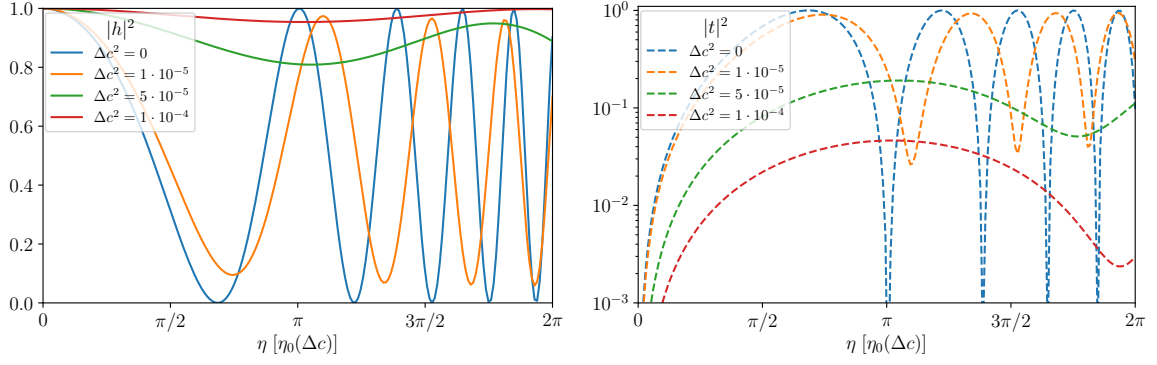 1.0
0.8
0.6
0.4
0.2
0.0
|h|²
Δc² = 0
Δc² = 1 · 10⁻⁵
Δc² = 5 · 10⁻⁵
Δc² = 1 · 10⁻⁴
0 π/2 π 3π/2 2π
η [η₀(Δc)]
10⁰
10⁻¹
10⁻²
10⁻³
|t|²
Δc² = 0
Δc² = 1 · 10⁻⁵
Δc² = 5 · 10⁻⁵
Δc² = 1 · 10⁻⁴
0 π/2 π 3π/2 2π
η [η₀(Δc)]